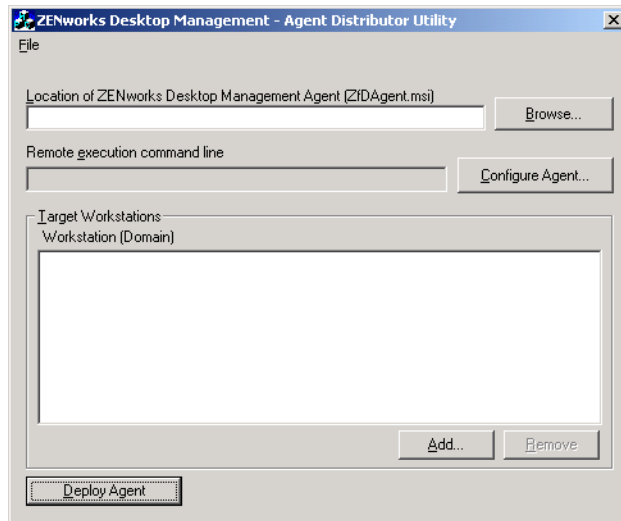 ZENworks Desktop Management - Agent Distributor Utility
File
Location of ZENworks Desktop Management Agent (ZfDAgent.msi)
Browse...
Remote execution command line
Configure Agent...
Target Workstations
Workstation (Domain)
Add...
Remove
Deploy Agent